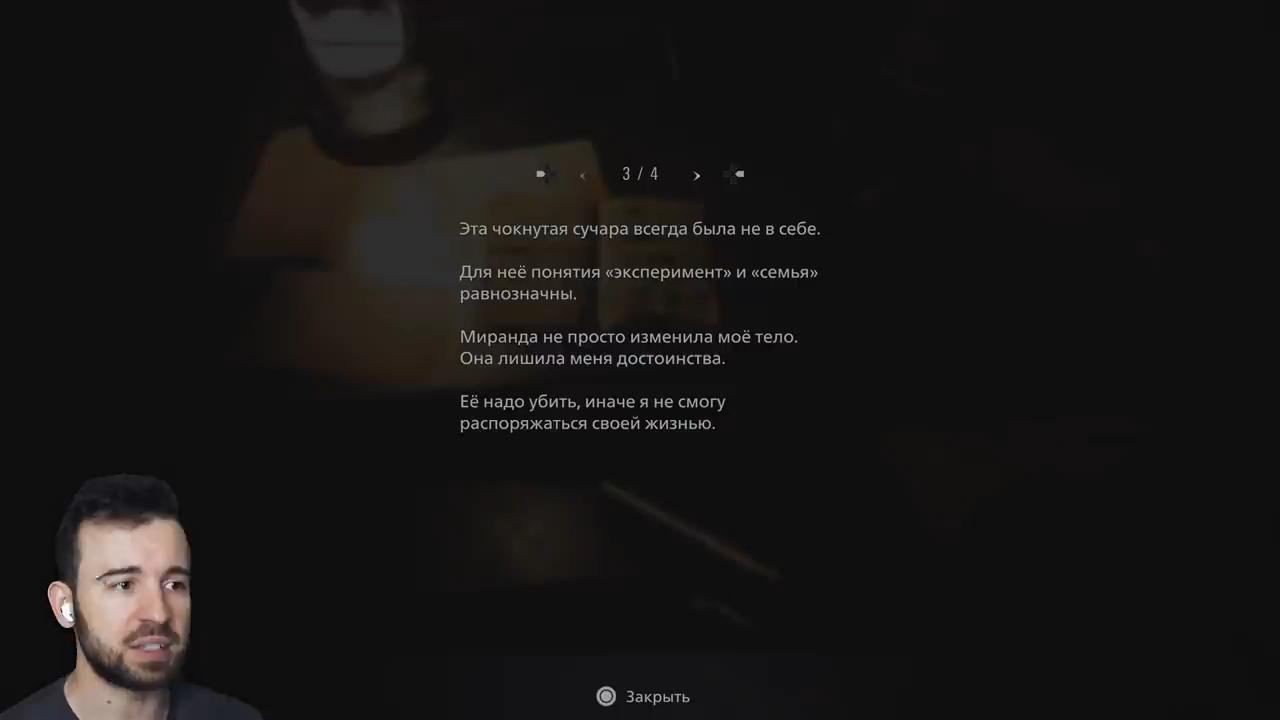 3 / 4
Эта чокнутая сучара всегда была не в себе.
Для неё понятия «эксперимент» и «семья»
равнозначны.
Миранда не просто изменила моё тело.
Она лишила меня достоинства.
Её надо убить, иначе я не смогу
распоряжаться своей жизнью.
Закрыть